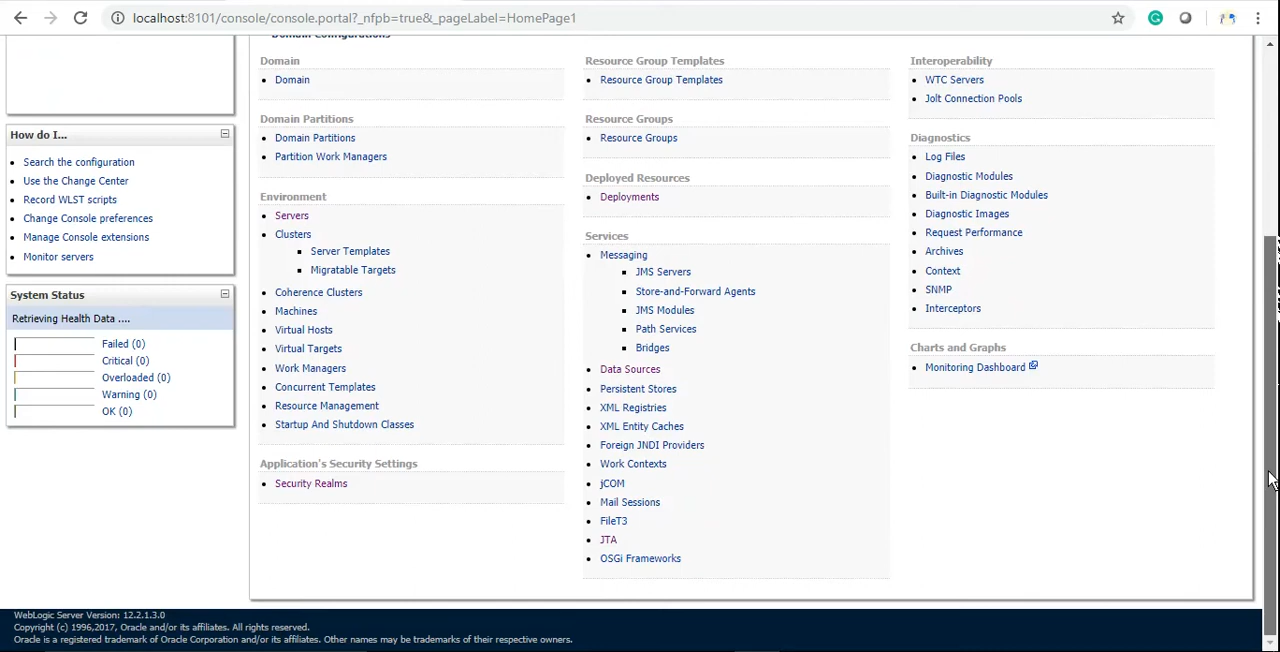 localhost:8101/console/console.portal?_nfpb=true&_pageLabel=HomePage1
How do I...
Search the configuration
Use the Change Center
Record WLST scripts
Change Console preferences
Manage Console extensions
Monitor servers
System Status
Retrieving Health Data ....
Failed (0)
Critical (0)
Overloaded (0)
Warning (0)
OK (0)
Domain Configurations
Domain
Domain
Domain Partitions
Domain Partitions
Partition Work Managers
Environment
Servers
Clusters
Server Templates
Migratable Targets
Coherence Clusters
Machines
Virtual Hosts
Virtual Targets
Work Managers
Concurrent Templates
Resource Management
Startup And Shutdown Classes
Application's Security Settings
Security Realms
Resource Group Templates
Resource Group Templates
Resource Groups
Resource Groups
Deployed Resources
Deployments
Services
Messaging
JMS Servers
Store-and-Forward Agents
JMS Modules
Path Services
Bridges
Data Sources
Persistent Stores
XML Registries
XML Entity Caches
Foreign JNDI Providers
Work Contexts
jCOM
Mail Sessions
FileT3
JTA
OSGi Frameworks
Interoperability
WTC Servers
Jolt Connection Pools
Diagnostics
Log Files
Diagnostic Modules
Built-in Diagnostic Modules
Diagnostic Images
Request Performance
Archives
Context
SNMP
Interceptors
Charts and Graphs
Monitoring Dashboard
WebLogic Server Version: 12.2.1.3.0
Copyright (c) 1996,2017, Oracle and/or its affiliates. All rights reserved.
Oracle is a registered trademark of Oracle Corporation and/or its affiliates. Other names may be trademarks of their respective owners.